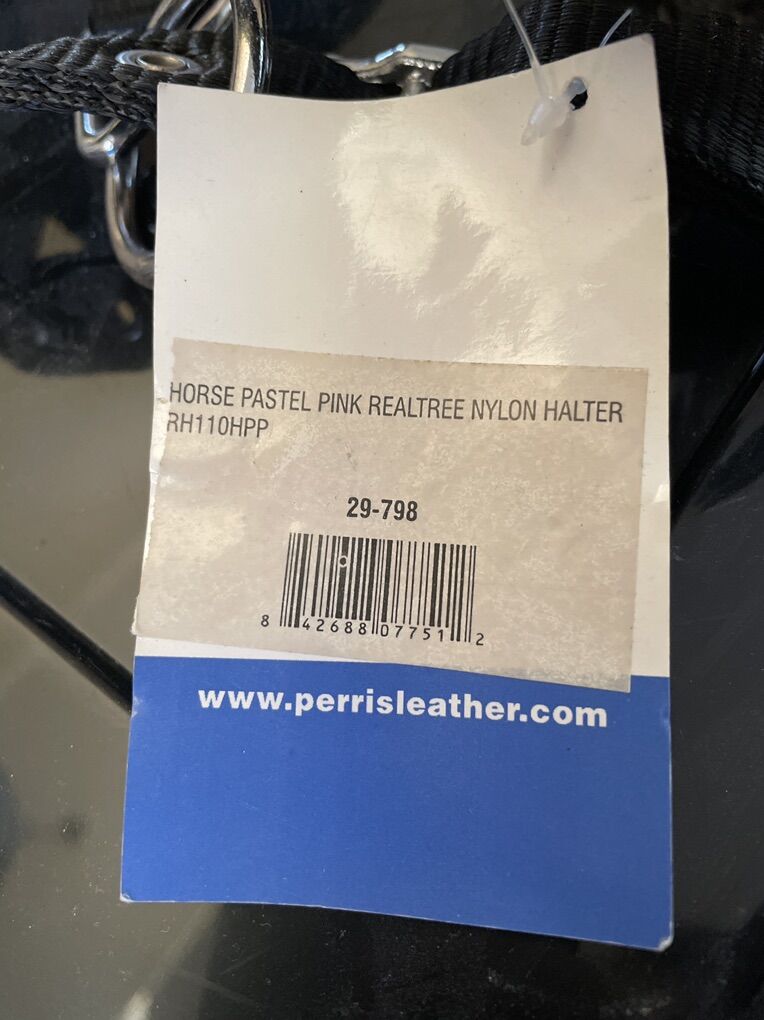 HORSE PASTEL PINK REALTREE NYLON HALTER
RH110HPP
29-798
8 42688 07751 2
www.perrisleather.com